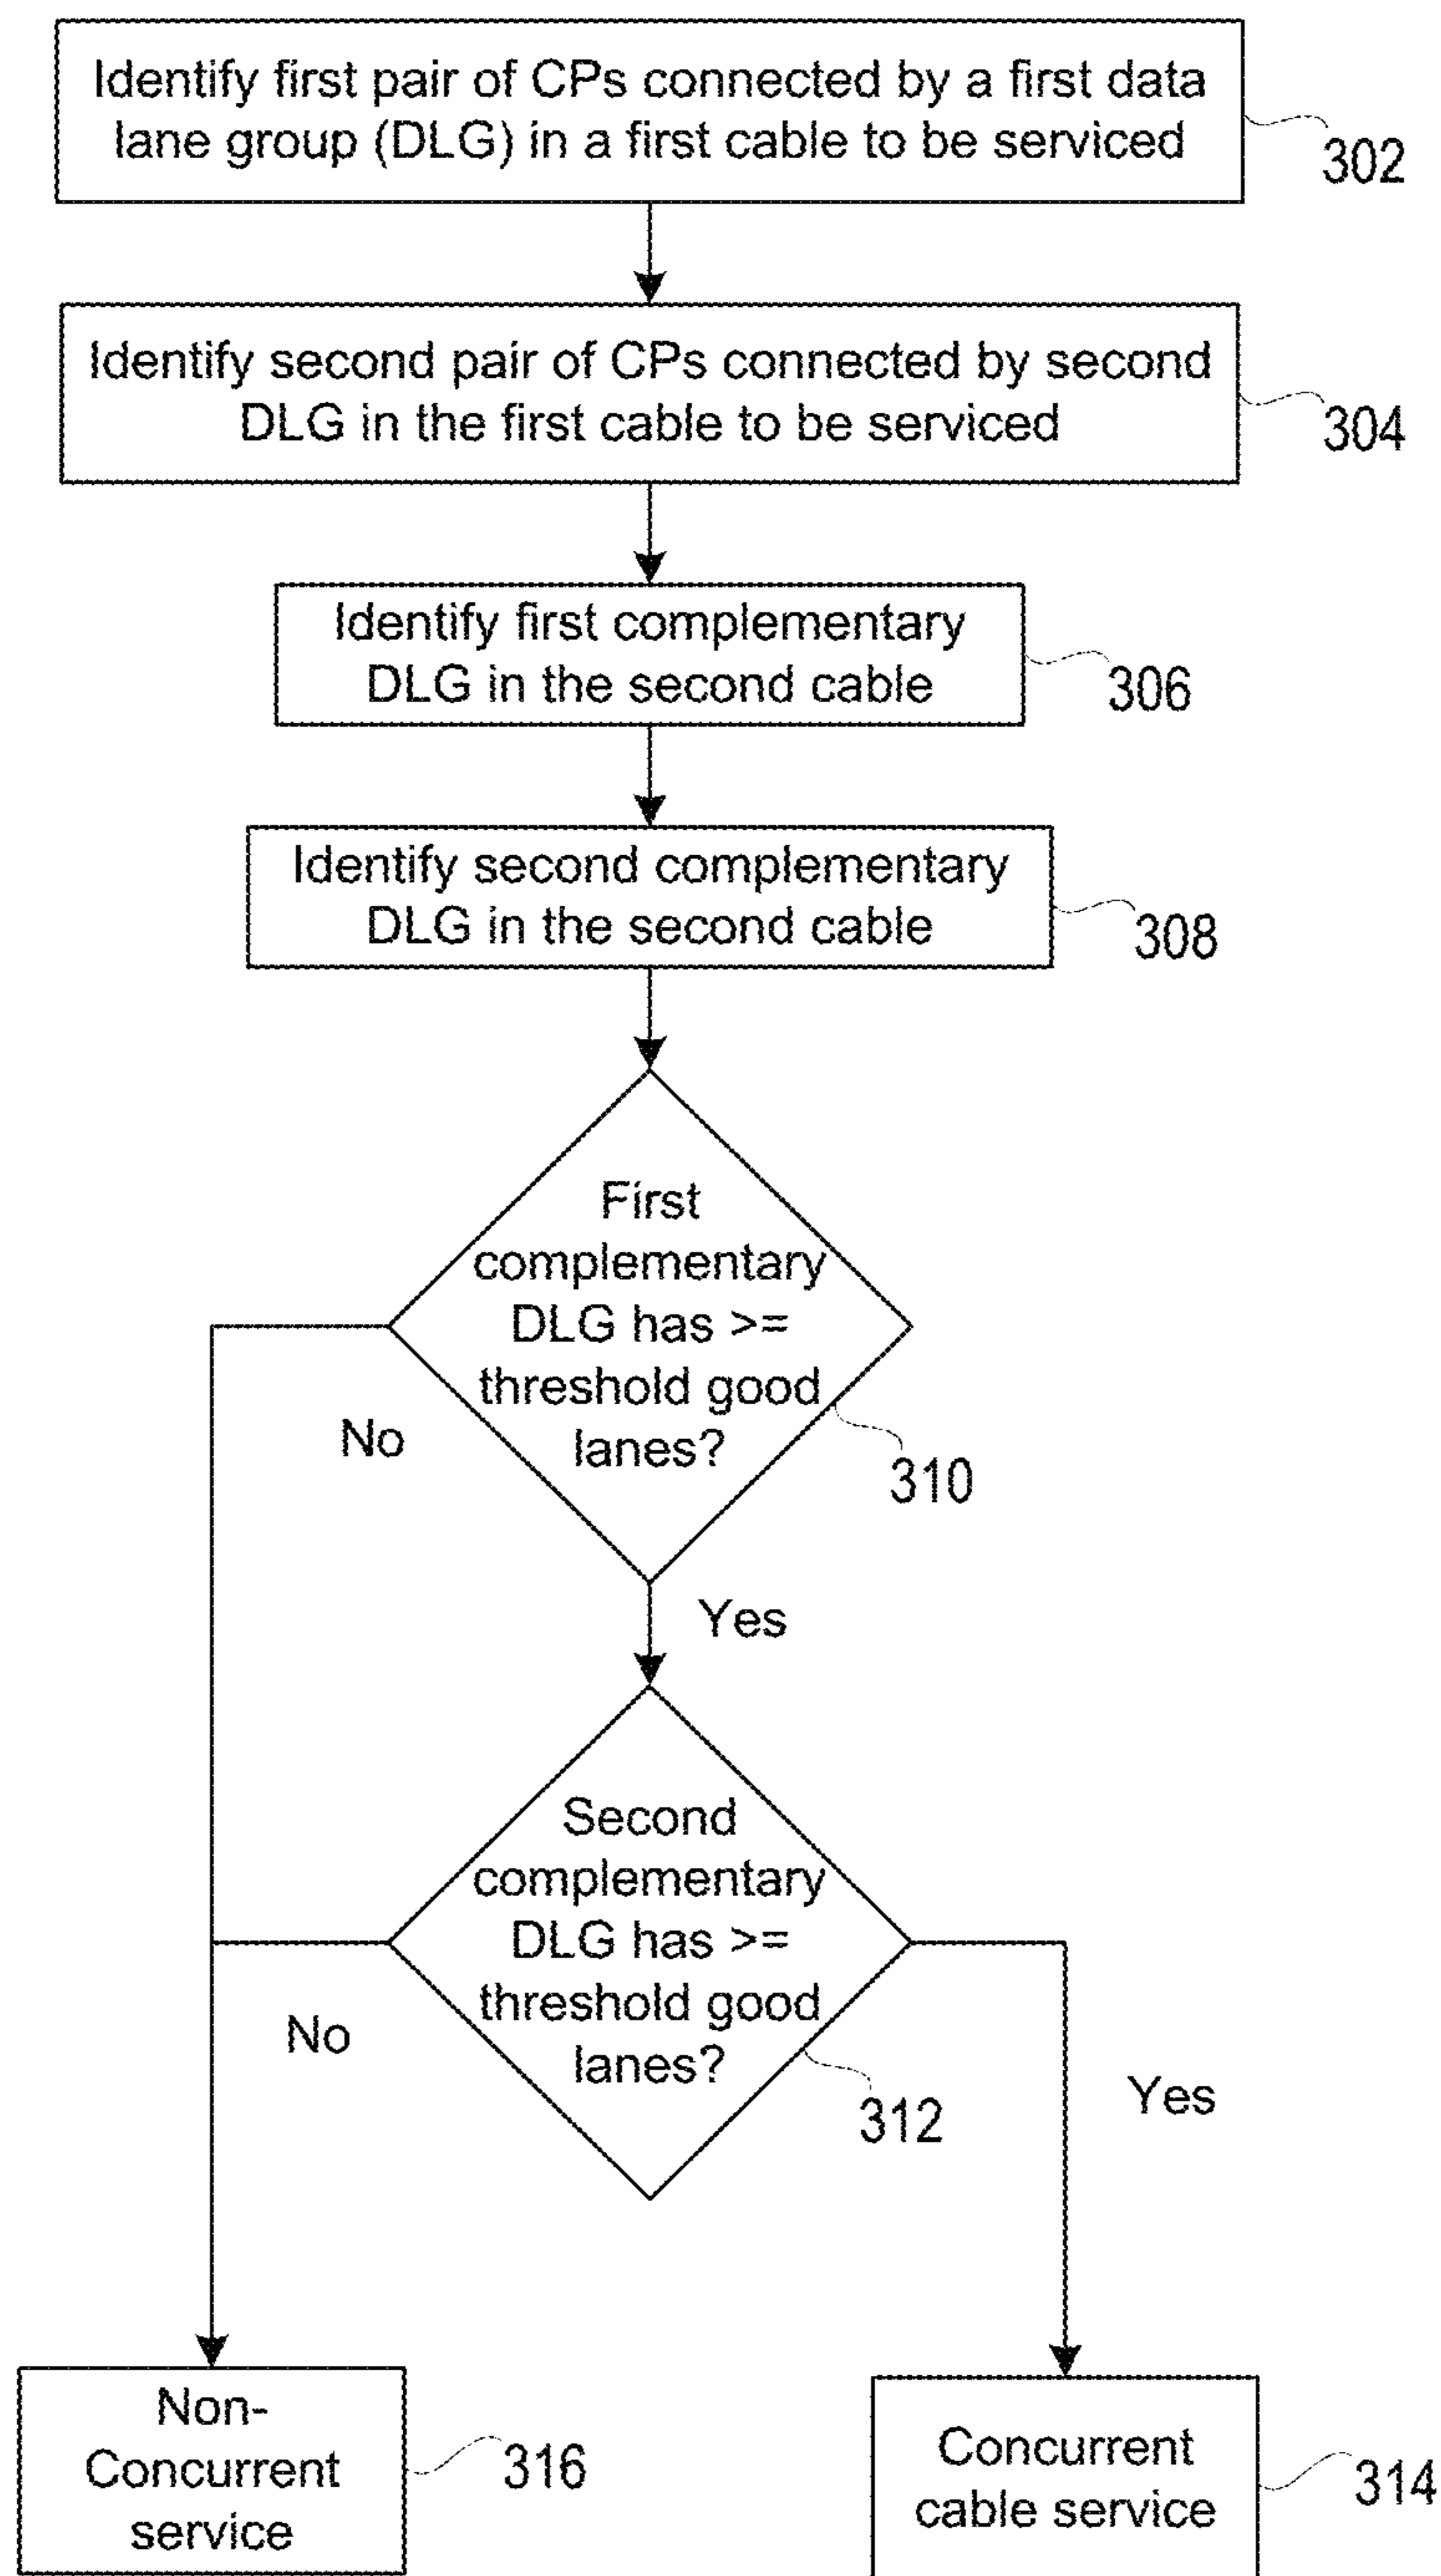 Identify first pair of CPs connected by a first data
lane group (DLG) in a first cable to be serviced
302
Identify second pair of CPs connected by second
DLG in the first cable to be serviced
304
Identify first complementary
DLG in the second cable
306
Identify second complementary
DLG in the second cable
308
First
complementary
DLG has >=
threshold good
lanes?
No
310
Yes
Second
complementary
DLG has >=
threshold good
lanes?
No
312
Yes
Non-
Concurrent
service
316
Concurrent
cable service
314